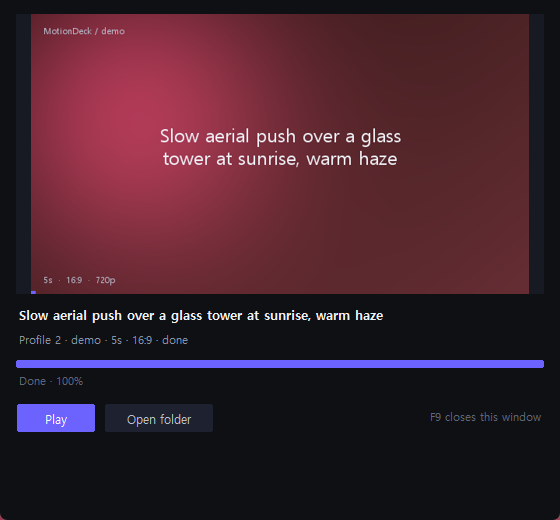 MotionDeck / demo
Slow aerial push over a glass
tower at sunrise, warm haze
5s · 16:9 · 720p
Slow aerial push over a glass tower at sunrise, warm haze
Profile 2 · demo · 5s · 16:9 · done
Done · 100%
Play
Open folder
F9 closes this window